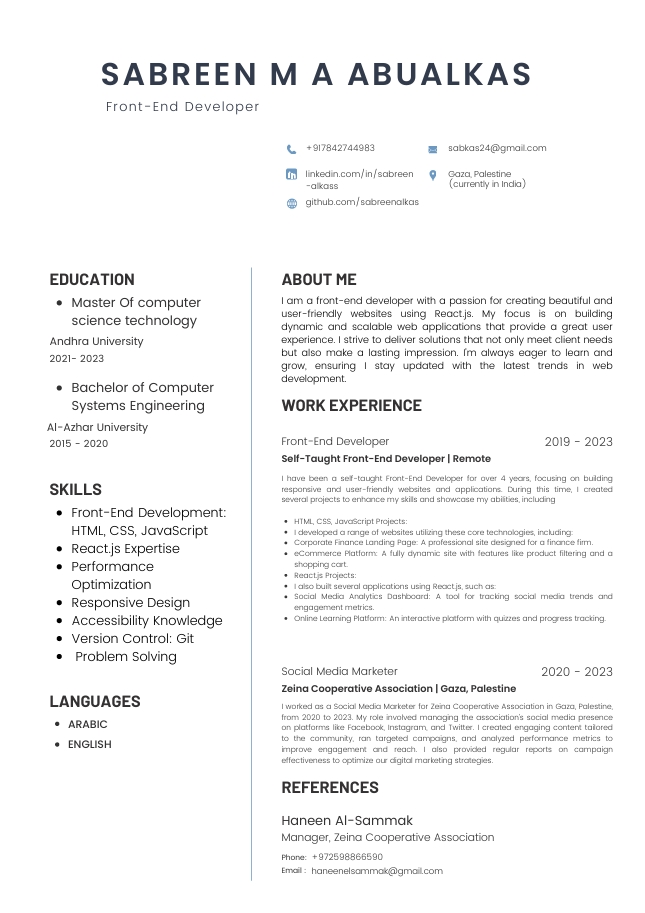 SABREEN M A ABUALKAS
Front-End Developer
+917842744983
sabkas24@gmail.com
linkedin.com/in/sabreen
-alkass
Gaza, Palestine
(currently in India)
github.com/sabreenalkas
EDUCATION
• Master Of computer
science technology
Andhra University
2021- 2023
• Bachelor of Computer
Systems Engineering
Al-Azhar University
2015 - 2020
SKILLS
• Front-End Development:
HTML, CSS, JavaScript
• React.js Expertise
• Performance
Optimization
• Responsive Design
• Accessibility Knowledge
• Version Control: Git
• Problem Solving
LANGUAGES
• ARABIC
• ENGLISH
ABOUT ME
I am a front-end developer with a passion for creating beautiful and
user-friendly websites using React.js. My focus is on building
dynamic and scalable web applications that provide a great user
experience. I strive to deliver solutions that not only meet client needs
but also make a lasting impression. I'm always eager to learn and
grow, ensuring I stay updated with the latest trends in web
development.
WORK EXPERIENCE
Front-End Developer
2019 - 2023
Self-Taught Front-End Developer | Remote
I have been a self-taught Front-End Developer for over 4 years, focusing on building
responsive and user-friendly websites and applications. During this time, I created
several projects to enhance my skills and showcase my abilities, including
• HTML, CSS, JavaScript Projects:
• I developed a range of websites utilizing these core technologies, including:
• Corporate Finance Landing Page: A professional site designed for a finance firm.
• eCommerce Platform: A fully dynamic site with features like product filtering and a
shopping cart.
• React.js Projects:
• I also built several applications using React.js, such as:
• Social Media Analytics Dashboard: A tool for tracking social media trends and
engagement metrics.
• Online Learning Platform: An interactive platform with quizzes and progress tracking.
Social Media Marketer
2020 - 2023
Zeina Cooperative Association | Gaza, Palestine
I worked as a Social Media Marketer for Zeina Cooperative Association in Gaza, Palestine,
from 2020 to 2023. My role involved managing the association's social media presence
on platforms like Facebook, Instagram, and Twitter. I created engaging content tailored
to the community, ran targeted campaigns, and analyzed performance metrics to
improve engagement and reach. I also provided regular reports on campaign
effectiveness to optimize our digital marketing strategies.
REFERENCES
Haneen Al-Sammak
Manager, Zeina Cooperative Association
Phone: +972598866590
Email : haneenelsammak@gmail.com